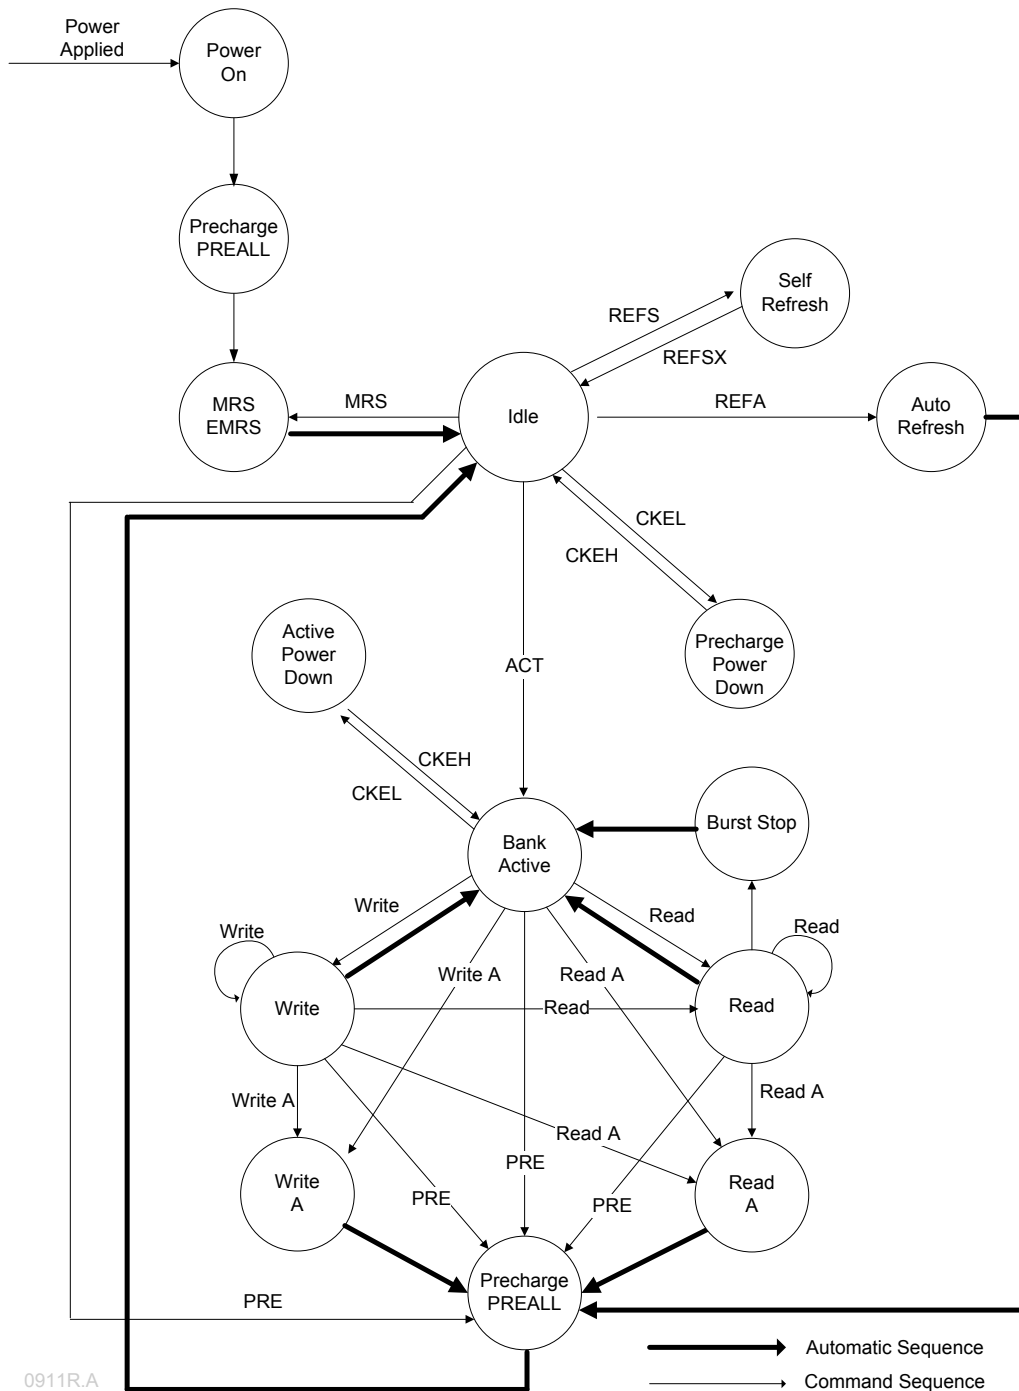 Power
Applied
Power
On
Precharge
PREALL
Self
Refresh
REFS
REFSX
MRS
EMRS
MRS
Idle
REFA
Auto
Refresh
CKEL
CKEH
Active
Power
Down
ACT
Precharge
Power
Down
CKEH
CKEL
Burst Stop
Bank
Active
Write
Read
Write
Read
Write A
Read A
Write
Read
Read
Write A
Read A
Read A
Write
A
PRE
PRE
PRE
Read
A
Precharge
PREALL
PRE
Automatic Sequence
Command Sequence
0911R.A